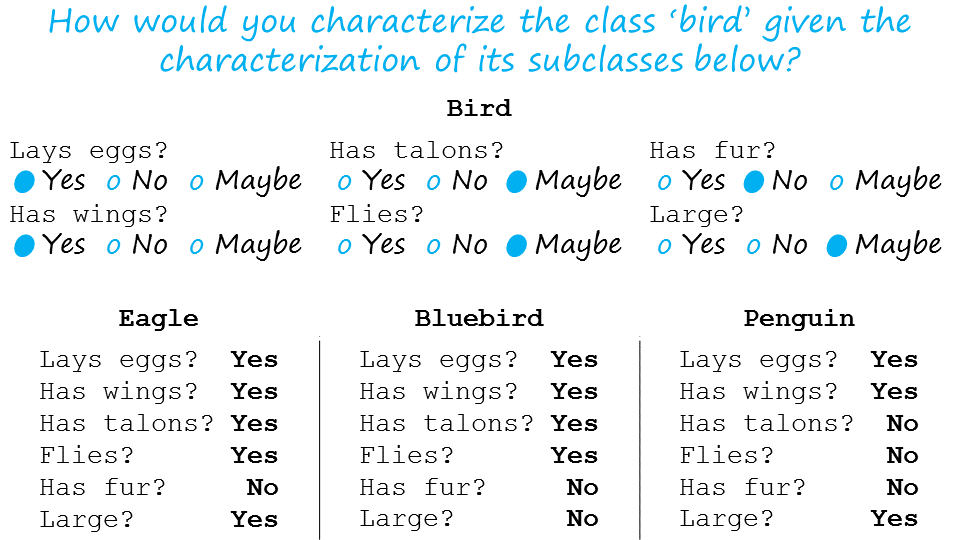 How would you characterize the class ‘bird’ given the
characterization of its subclasses below?
Bird
Lays eggs? Has talons? Has fur?
Yes No Maybe Yes No Maybe Yes No Maybe
Has wings? Flies? Large?
Yes No Maybe Yes No Maybe Yes No Maybe
Eagle Bluebird Penguin
Lays eggs? Yes Lays eggs? Yes Lays eggs? Yes
Has wings? Yes Has wings? Yes Has wings? Yes
Has talons? Yes Has talons? Yes Has talons? No
Flies? Yes Flies? Yes Flies? No
Has fur? No Has fur? No Has fur? No
Large? Yes Large? No Large? Yes